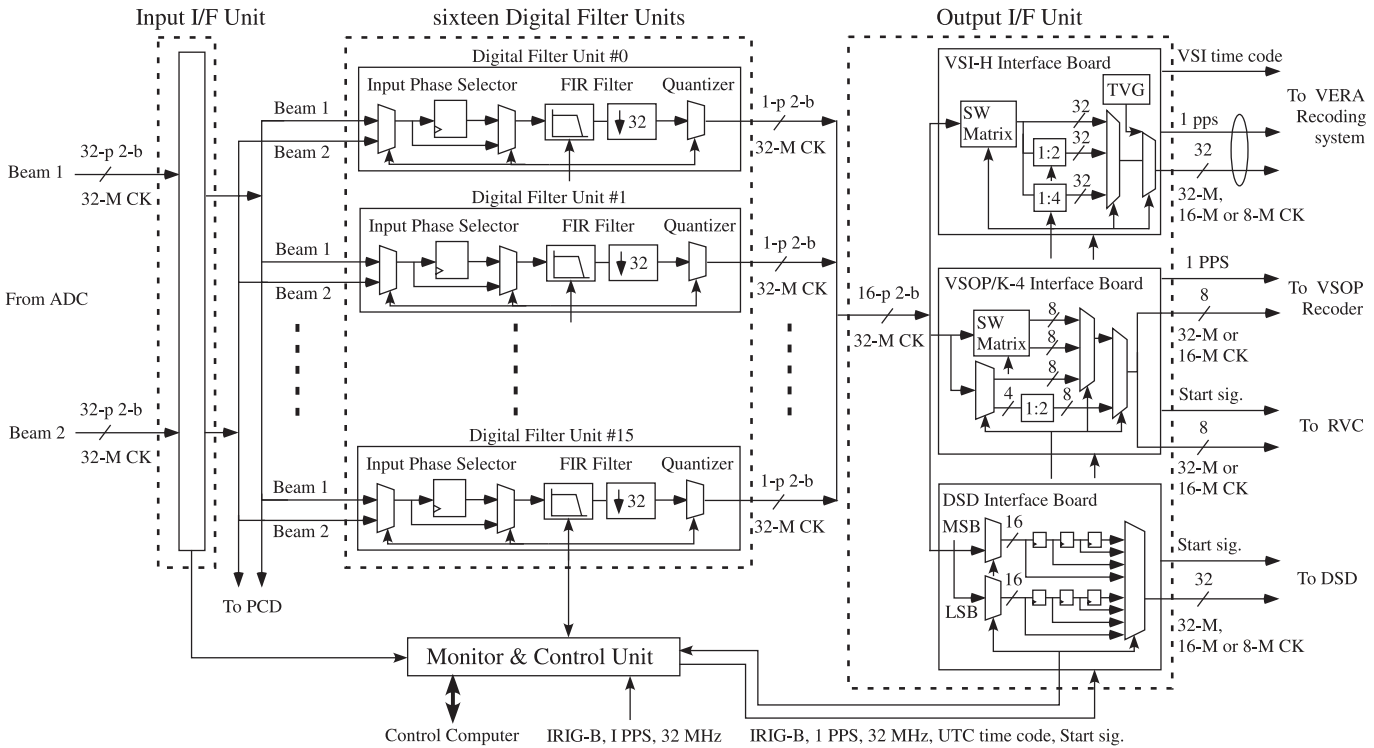 Input I/F Unit
sixteen Digital Filter Units
Output I/F Unit
Digital Filter Unit #0
Input Phase Selector
FIR Filter
Quantizer
32
Beam 1
Beam 2
1-p 2-b
32-M CK
Digital Filter Unit #1
Input Phase Selector
FIR Filter
Quantizer
32
Beam 1
Beam 2
1-p 2-b
32-M CK
Digital Filter Unit #15
Input Phase Selector
FIR Filter
Quantizer
32
Beam 1
Beam 2
1-p 2-b
32-M CK
Beam 1
32-p 2-b
32-M CK
From ADC
Beam 2
32-p 2-b
32-M CK
To PCD
16-p 2-b
32-M CK
VSI-H Interface Board
TVG
SW
Matrix
32
1:2
32
1:4
32
VSI time code
1 pps
32
32-M,
16-M or 8-M CK
To VERA
Recoding
system
VSOP/K-4 Interface Board
SW
Matrix
8
8
8
4
1:2
8
1 PPS
8
32-M or
16-M CK
To VSOP
Recoder
Start sig.
8
32-M or
16-M CK
To RVC
DSD Interface Board
MSB
16
LSB
16
Start sig.
32
32-M,
16-M or 8-M CK
To DSD
Monitor & Control Unit
Control Computer
IRIG-B, I PPS, 32 MHz
IRIG-B, 1 PPS, 32 MHz, UTC time code, Start sig.